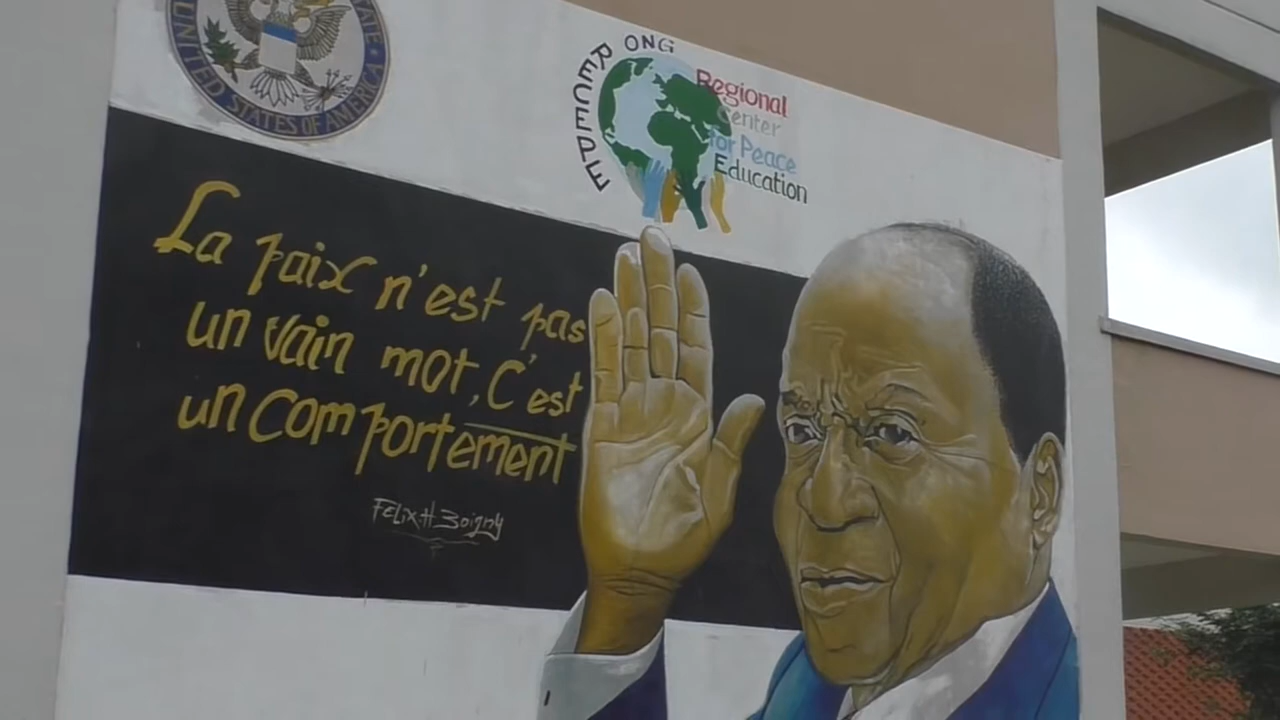 UNITED STATES OF AMERICA
ONG
RECEPE
Regional
Center
for Peace
Education
La paix n'est pas
un vain mot, C'est
un Comportement
Felix.H Boigny